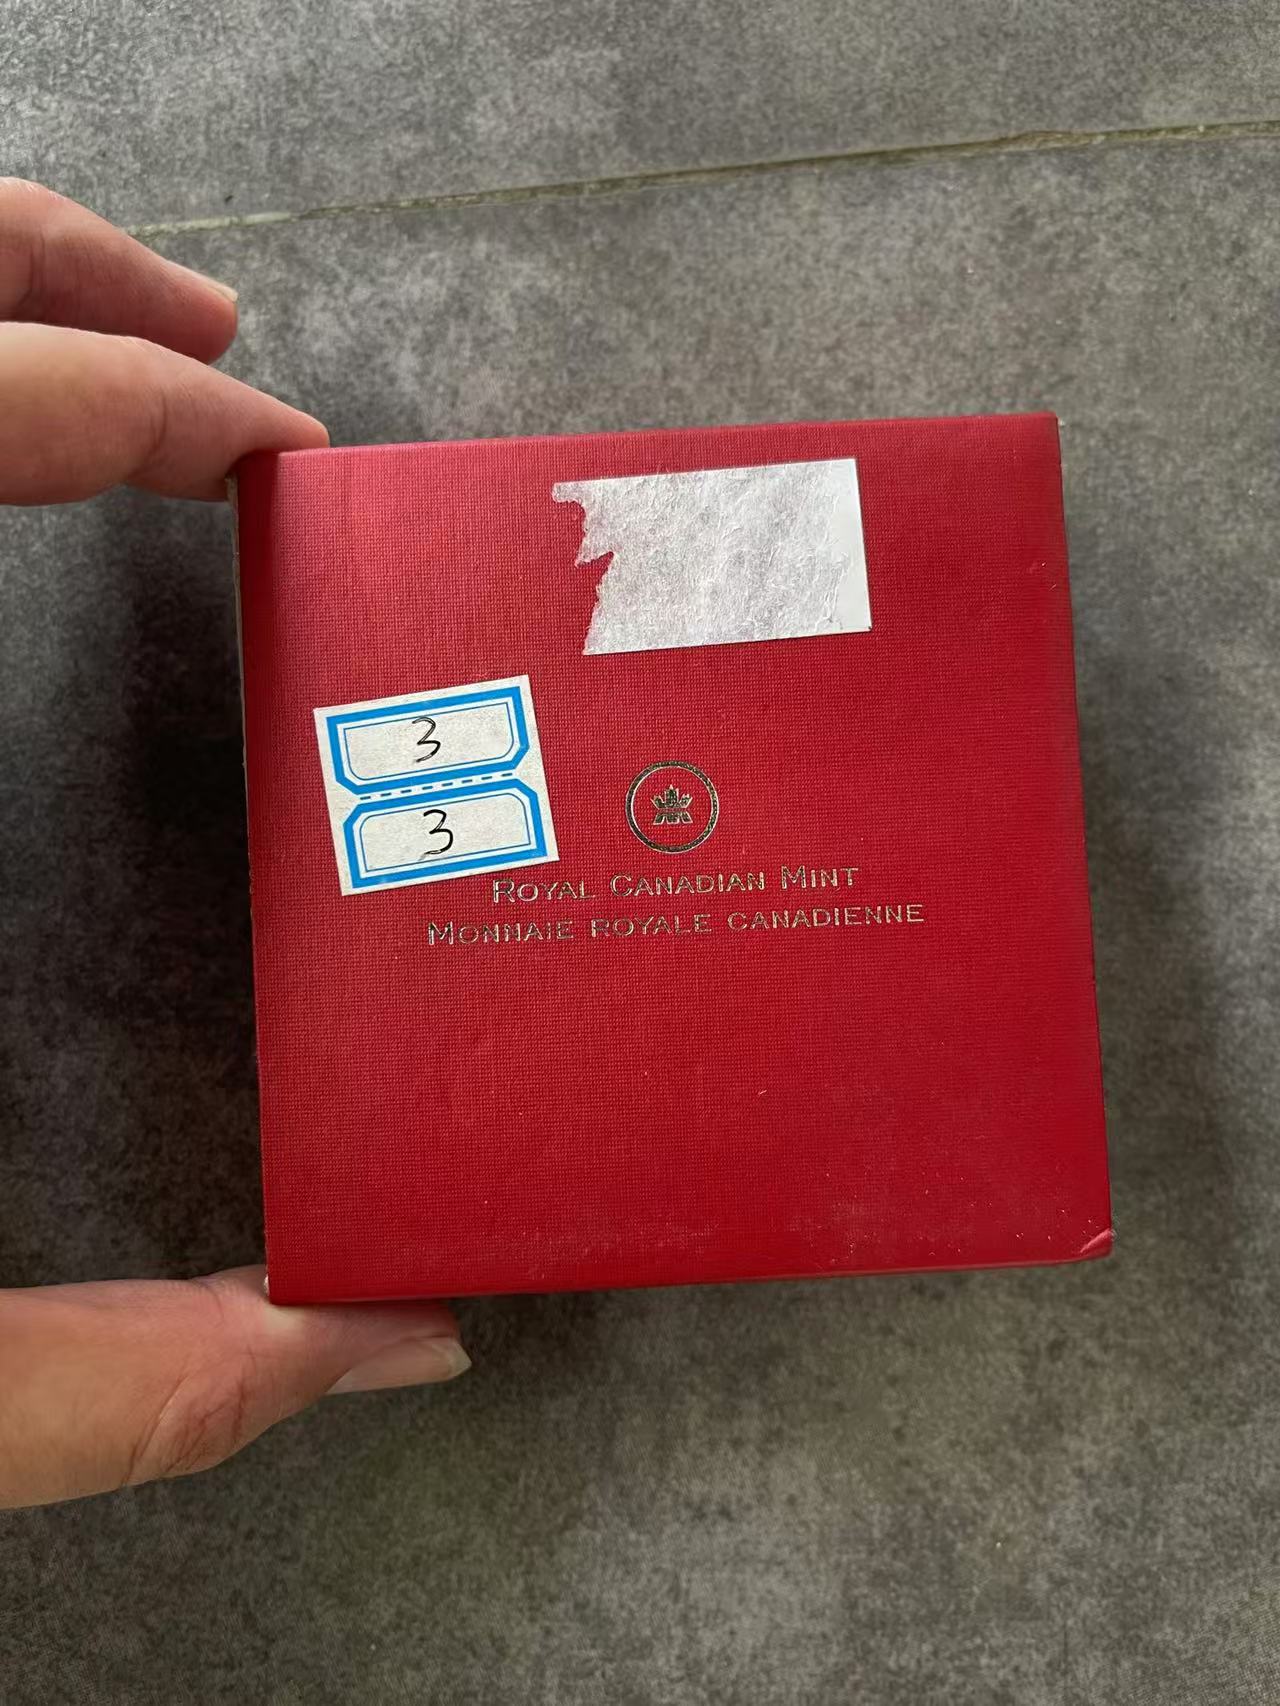 3
3
ROYAL CANADIAN MINT
MONNAIE ROYALE CANADIENNE